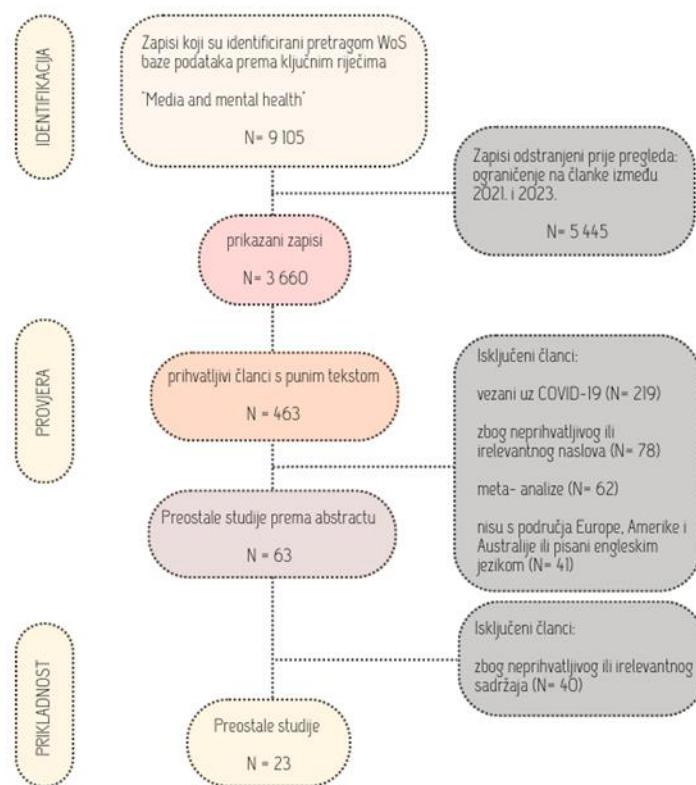 IDENTIFIKACIJA
Zapisi koji su identificirani pretragom WoS
baze podataka prema ključnim riječima
"Media and mental health"
N= 9 105
Zapisi odstranjeni prije pregleda:
ograničenje na članke između
2021. i 2023.
N= 5 445
prikazani zapisi
N= 3 660
PROVJERA
prihvatljivi članci s punim tekstom
N = 463
Isključeni članci:
vezani uz COVID-19 (N= 219)
zbog neprihvatljivog ili
irelevantnog naslova (N= 78)
meta- analize (N= 62)
nisu s područja Europe, Amerike i
Australije ili pisani engleskim
jezikom (N= 41)
Preostale studije prema abstractu
N = 63
PRIKLADNOST
Isključeni članci:
zbog neprihvatljivog ili irelevantnog
sadržaja (N= 40)
Preostale studije
N = 23